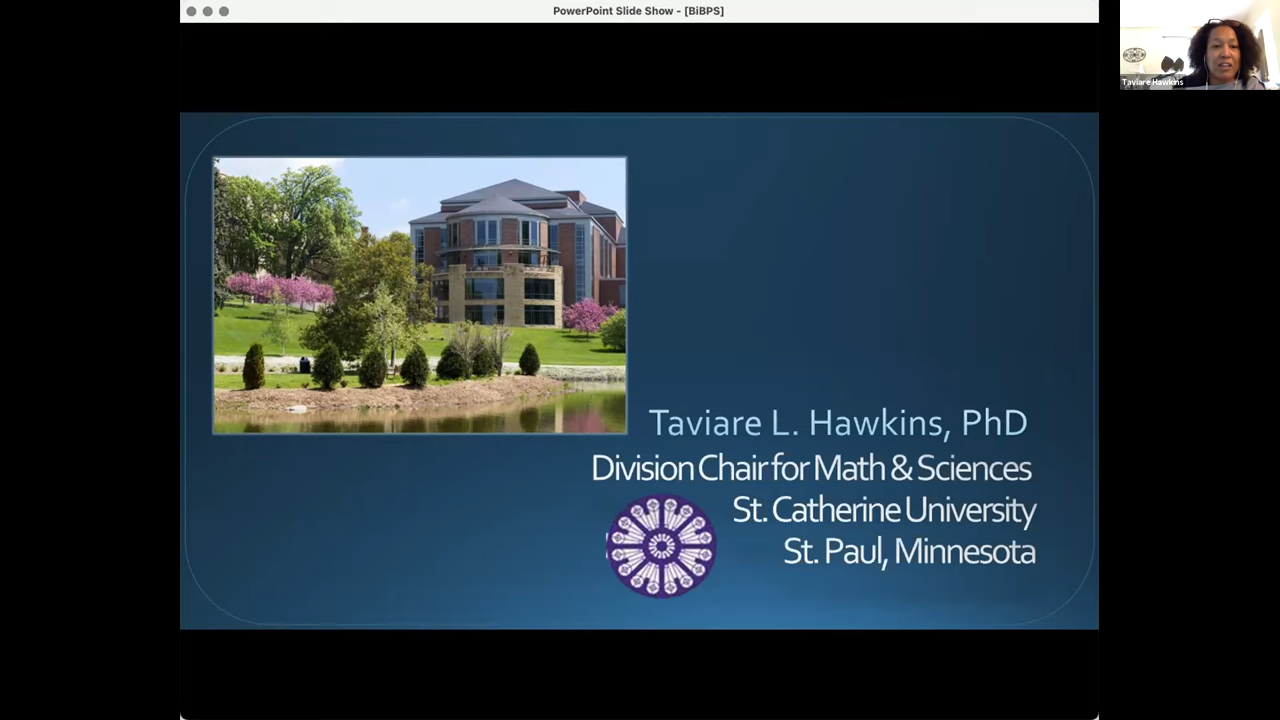 PowerPoint Slide Show - [BiBPS]
Taviare Hawkins
Taviare L. Hawkins, PhD
Division Chair for Math & Sciences
St. Catherine University
St. Paul, Minnesota